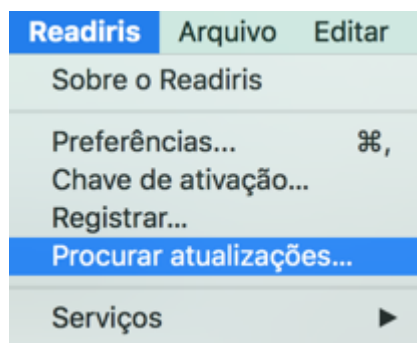 Readiris Arquivo Editar
Sobre o Readiris
Preferências... ⌘,
Chave de ativação...
Registrar...
Procurar atualizações...
Serviços ▶